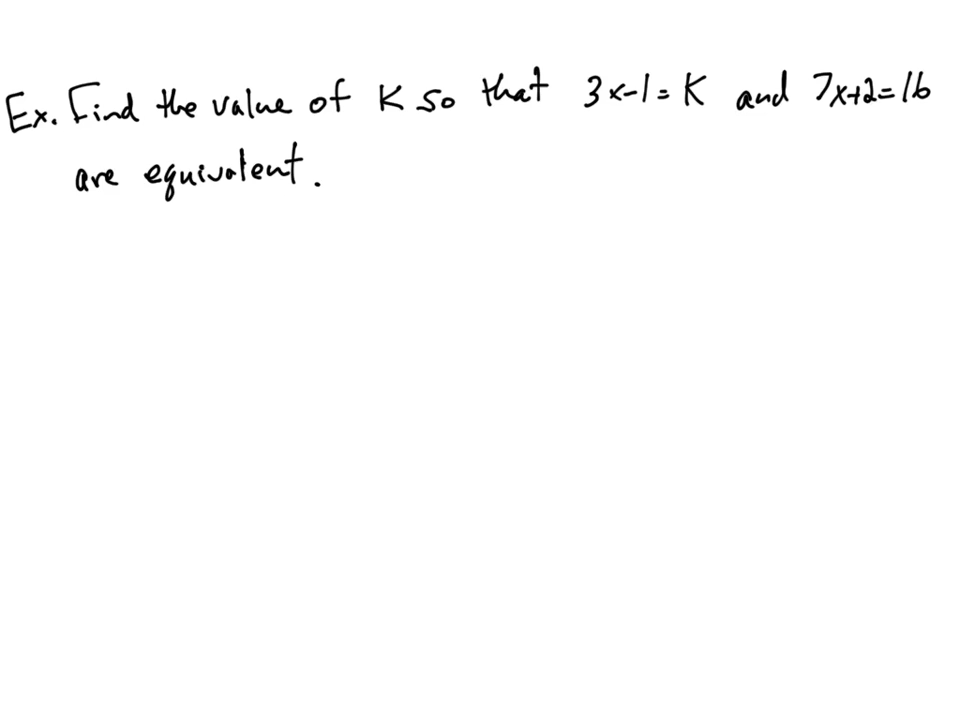 Ex. Find the value of K so that 3x-1=K and 7x+2=16
are equivalent.